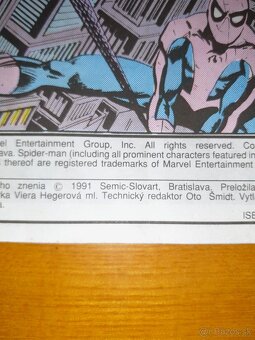 el Entertainment Group, Inc. All rights reserved. Co
ava. Spider-man (including all prominent characters featured in
s thereof are registered trademarks of Marvel Entertainment
ho znenia © 1991 Semic-Slovart, Bratislava. Preložila
rka Viera Hegerová ml. Technický redaktor Oto Šmidt. Vytl
a.
ISB